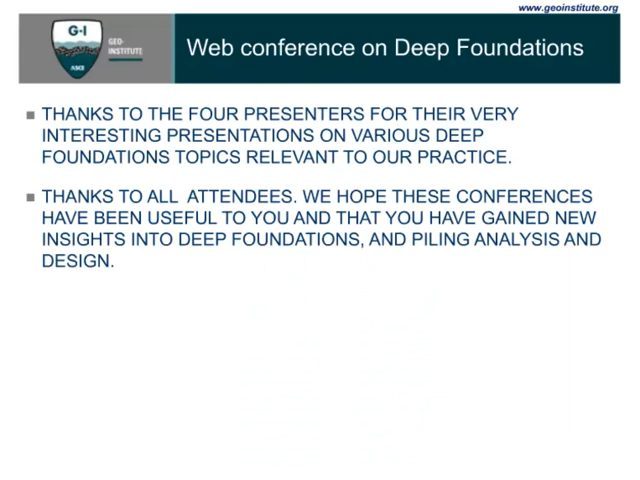 www.geoinstitute.org
G-I
GEO-
INSTITUTE
ASCE
Web conference on Deep Foundations
THANKS TO THE FOUR PRESENTERS FOR THEIR VERY
INTERESTING PRESENTATIONS ON VARIOUS DEEP
FOUNDATIONS TOPICS RELEVANT TO OUR PRACTICE.
THANKS TO ALL ATTENDEES. WE HOPE THESE CONFERENCES
HAVE BEEN USEFUL TO YOU AND THAT YOU HAVE GAINED NEW
INSIGHTS INTO DEEP FOUNDATIONS, AND PILING ANALYSIS AND
DESIGN.